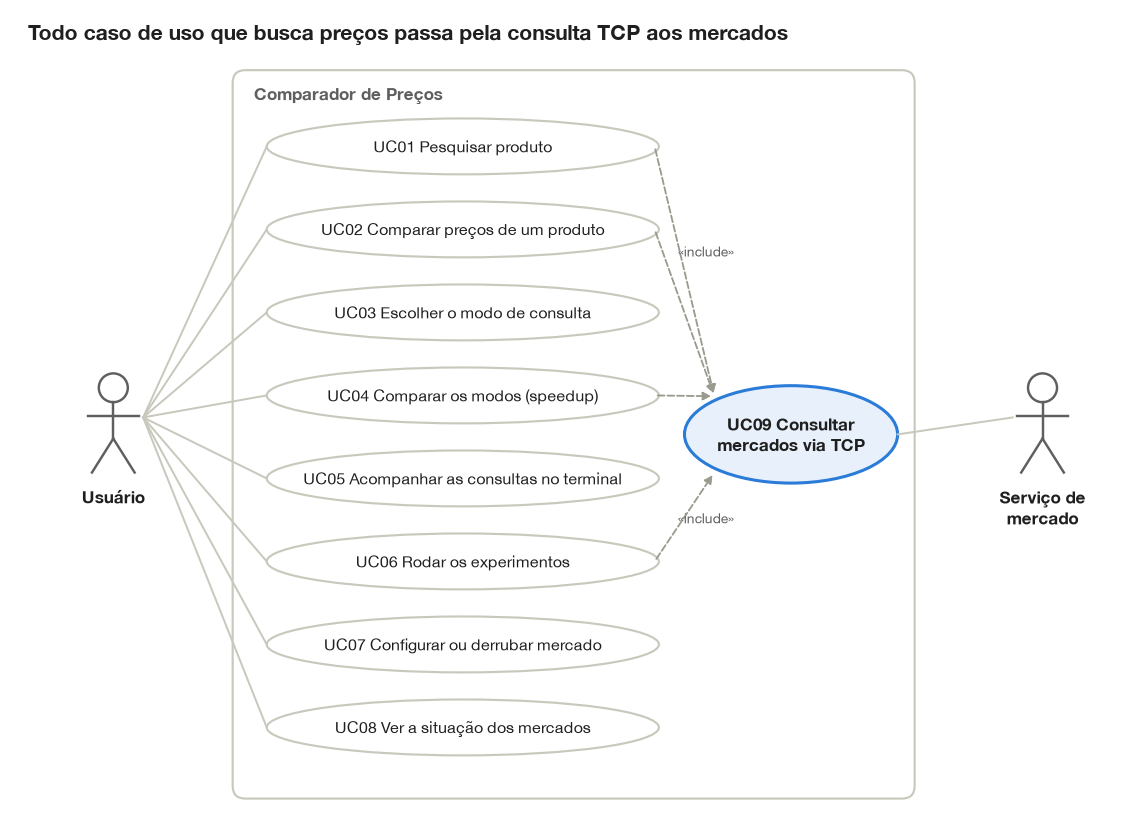 Todo caso de uso que busca preços passa pela consulta TCP aos mercados
Comparador de Preços
UC01 Pesquisar produto
UC02 Comparar preços de um produto
«include»
UC03 Escolher o modo de consulta
UC04 Comparar os modos (speedup)
UC09 Consultar
mercados via TCP
UC05 Acompanhar as consultas no terminal
Usuário
Serviço de
mercado
«include»
UC06 Rodar os experimentos
UC07 Configurar ou derrubar mercado
UC08 Ver a situação dos mercados